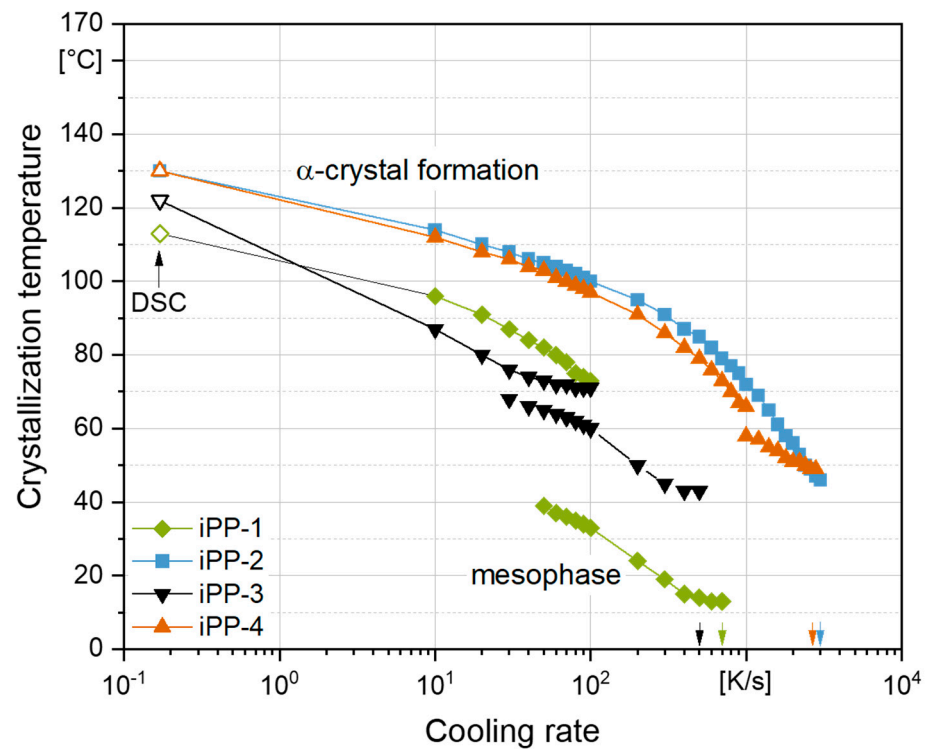 170
[°C]
140
120
100
80
60
40
20
0
Crystallization temperature
α-crystal formation
DSC
mesophase
iPP-1
iPP-2
iPP-3
iPP-4
10⁻¹
10⁰
10¹
10²
[K/s]
10⁴
Cooling rate